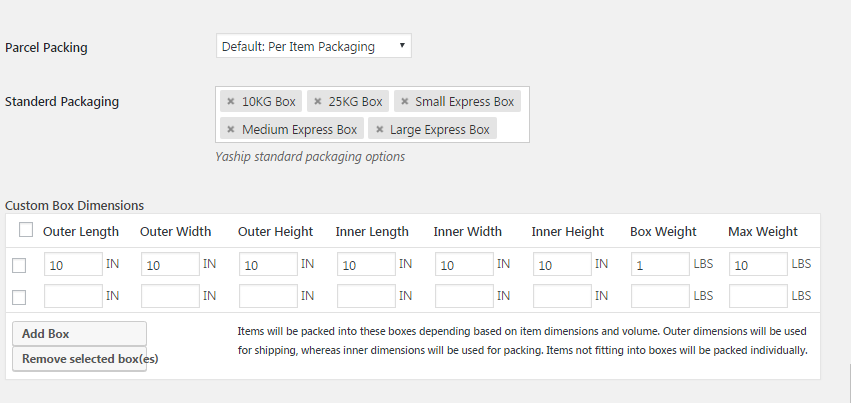 Parcel Packing
Default: Per Item Packaging
Standerd Packaging
× 10KG Box × 25KG Box × Small Express Box
× Medium Express Box × Large Express Box
Yaship standard packaging options
Custom Box Dimensions
Outer Length Outer Width Outer Height Inner Length Inner Width Inner Height Box Weight Max Weight
10 IN 10 IN 10 IN 10 IN 10 IN 10 IN 1 LBS 10 LBS
IN IN IN IN IN IN LBS LBS
Add Box
Remove selected box(es)
Items will be packed into these boxes depending based on item dimensions and volume. Outer dimensions will be used
for shipping, whereas inner dimensions will be used for packing. Items not fitting into boxes will be packed individually.